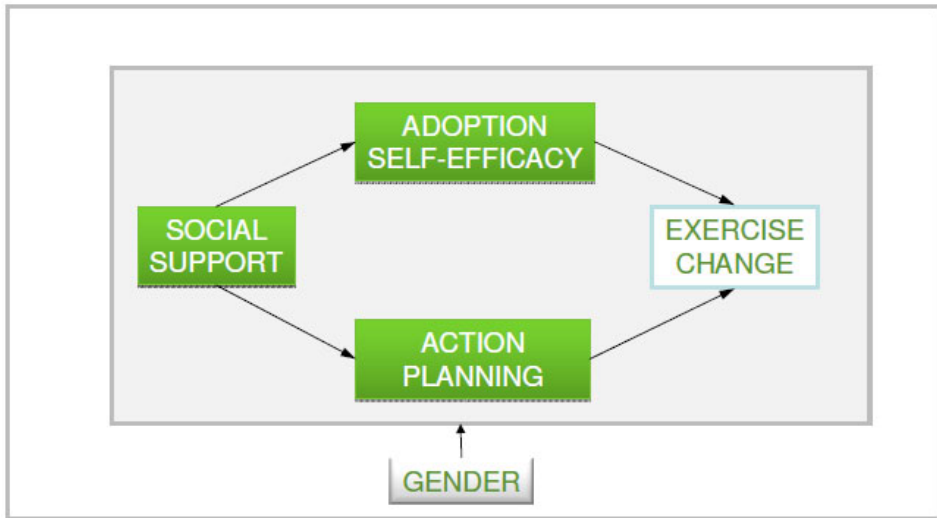 ADOPTION
SELF-EFFICACY
SOCIAL
SUPPORT
EXERCISE
CHANGE
ACTION
PLANNING
GENDER